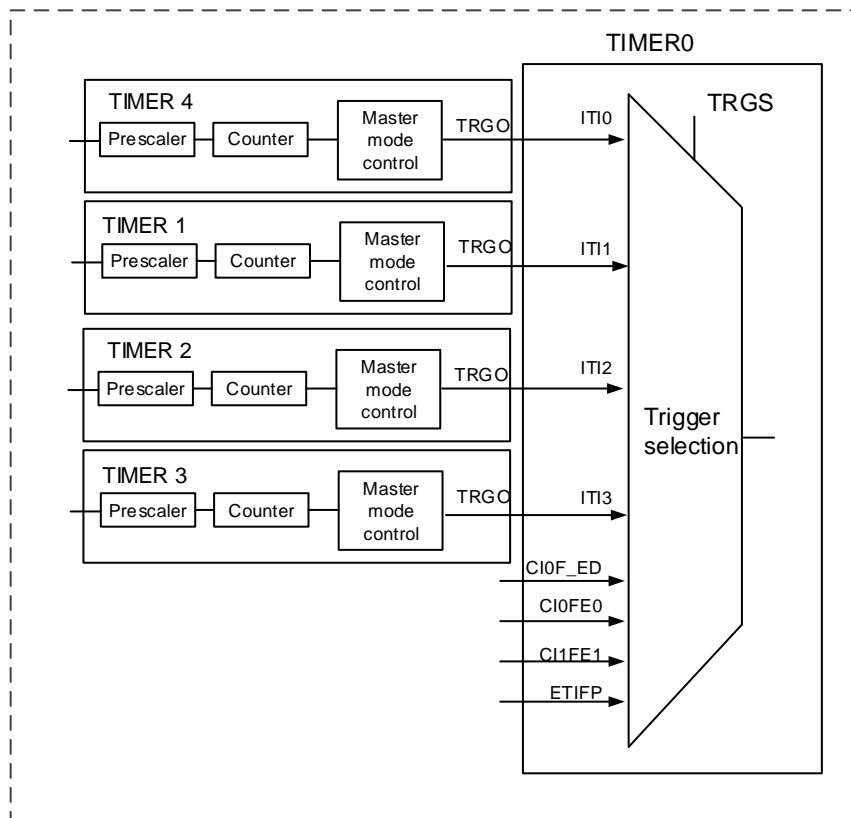 TIMER0
TIMER 4
Prescaler
Counter
Master
mode
control
TRGO
ITI0
TRGS
TIMER 1
Prescaler
Counter
Master
mode
control
TRGO
ITI1
TIMER 2
Prescaler
Counter
Master
mode
control
TRGO
ITI2
Trigger
selection
TIMER 3
Prescaler
Counter
Master
mode
control
TRGO
ITI3
CI0F_ED
CI0FE0
CI1FE1
ETIFP